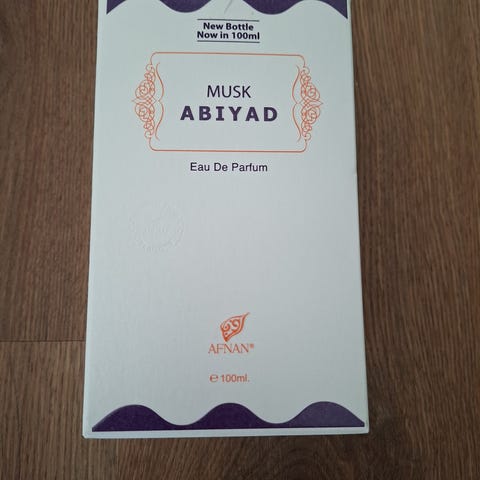 New Bottle
Now in 100ml
MUSK
ABIYAD
Eau De Parfum
AFNAN®
℮ 100ml.